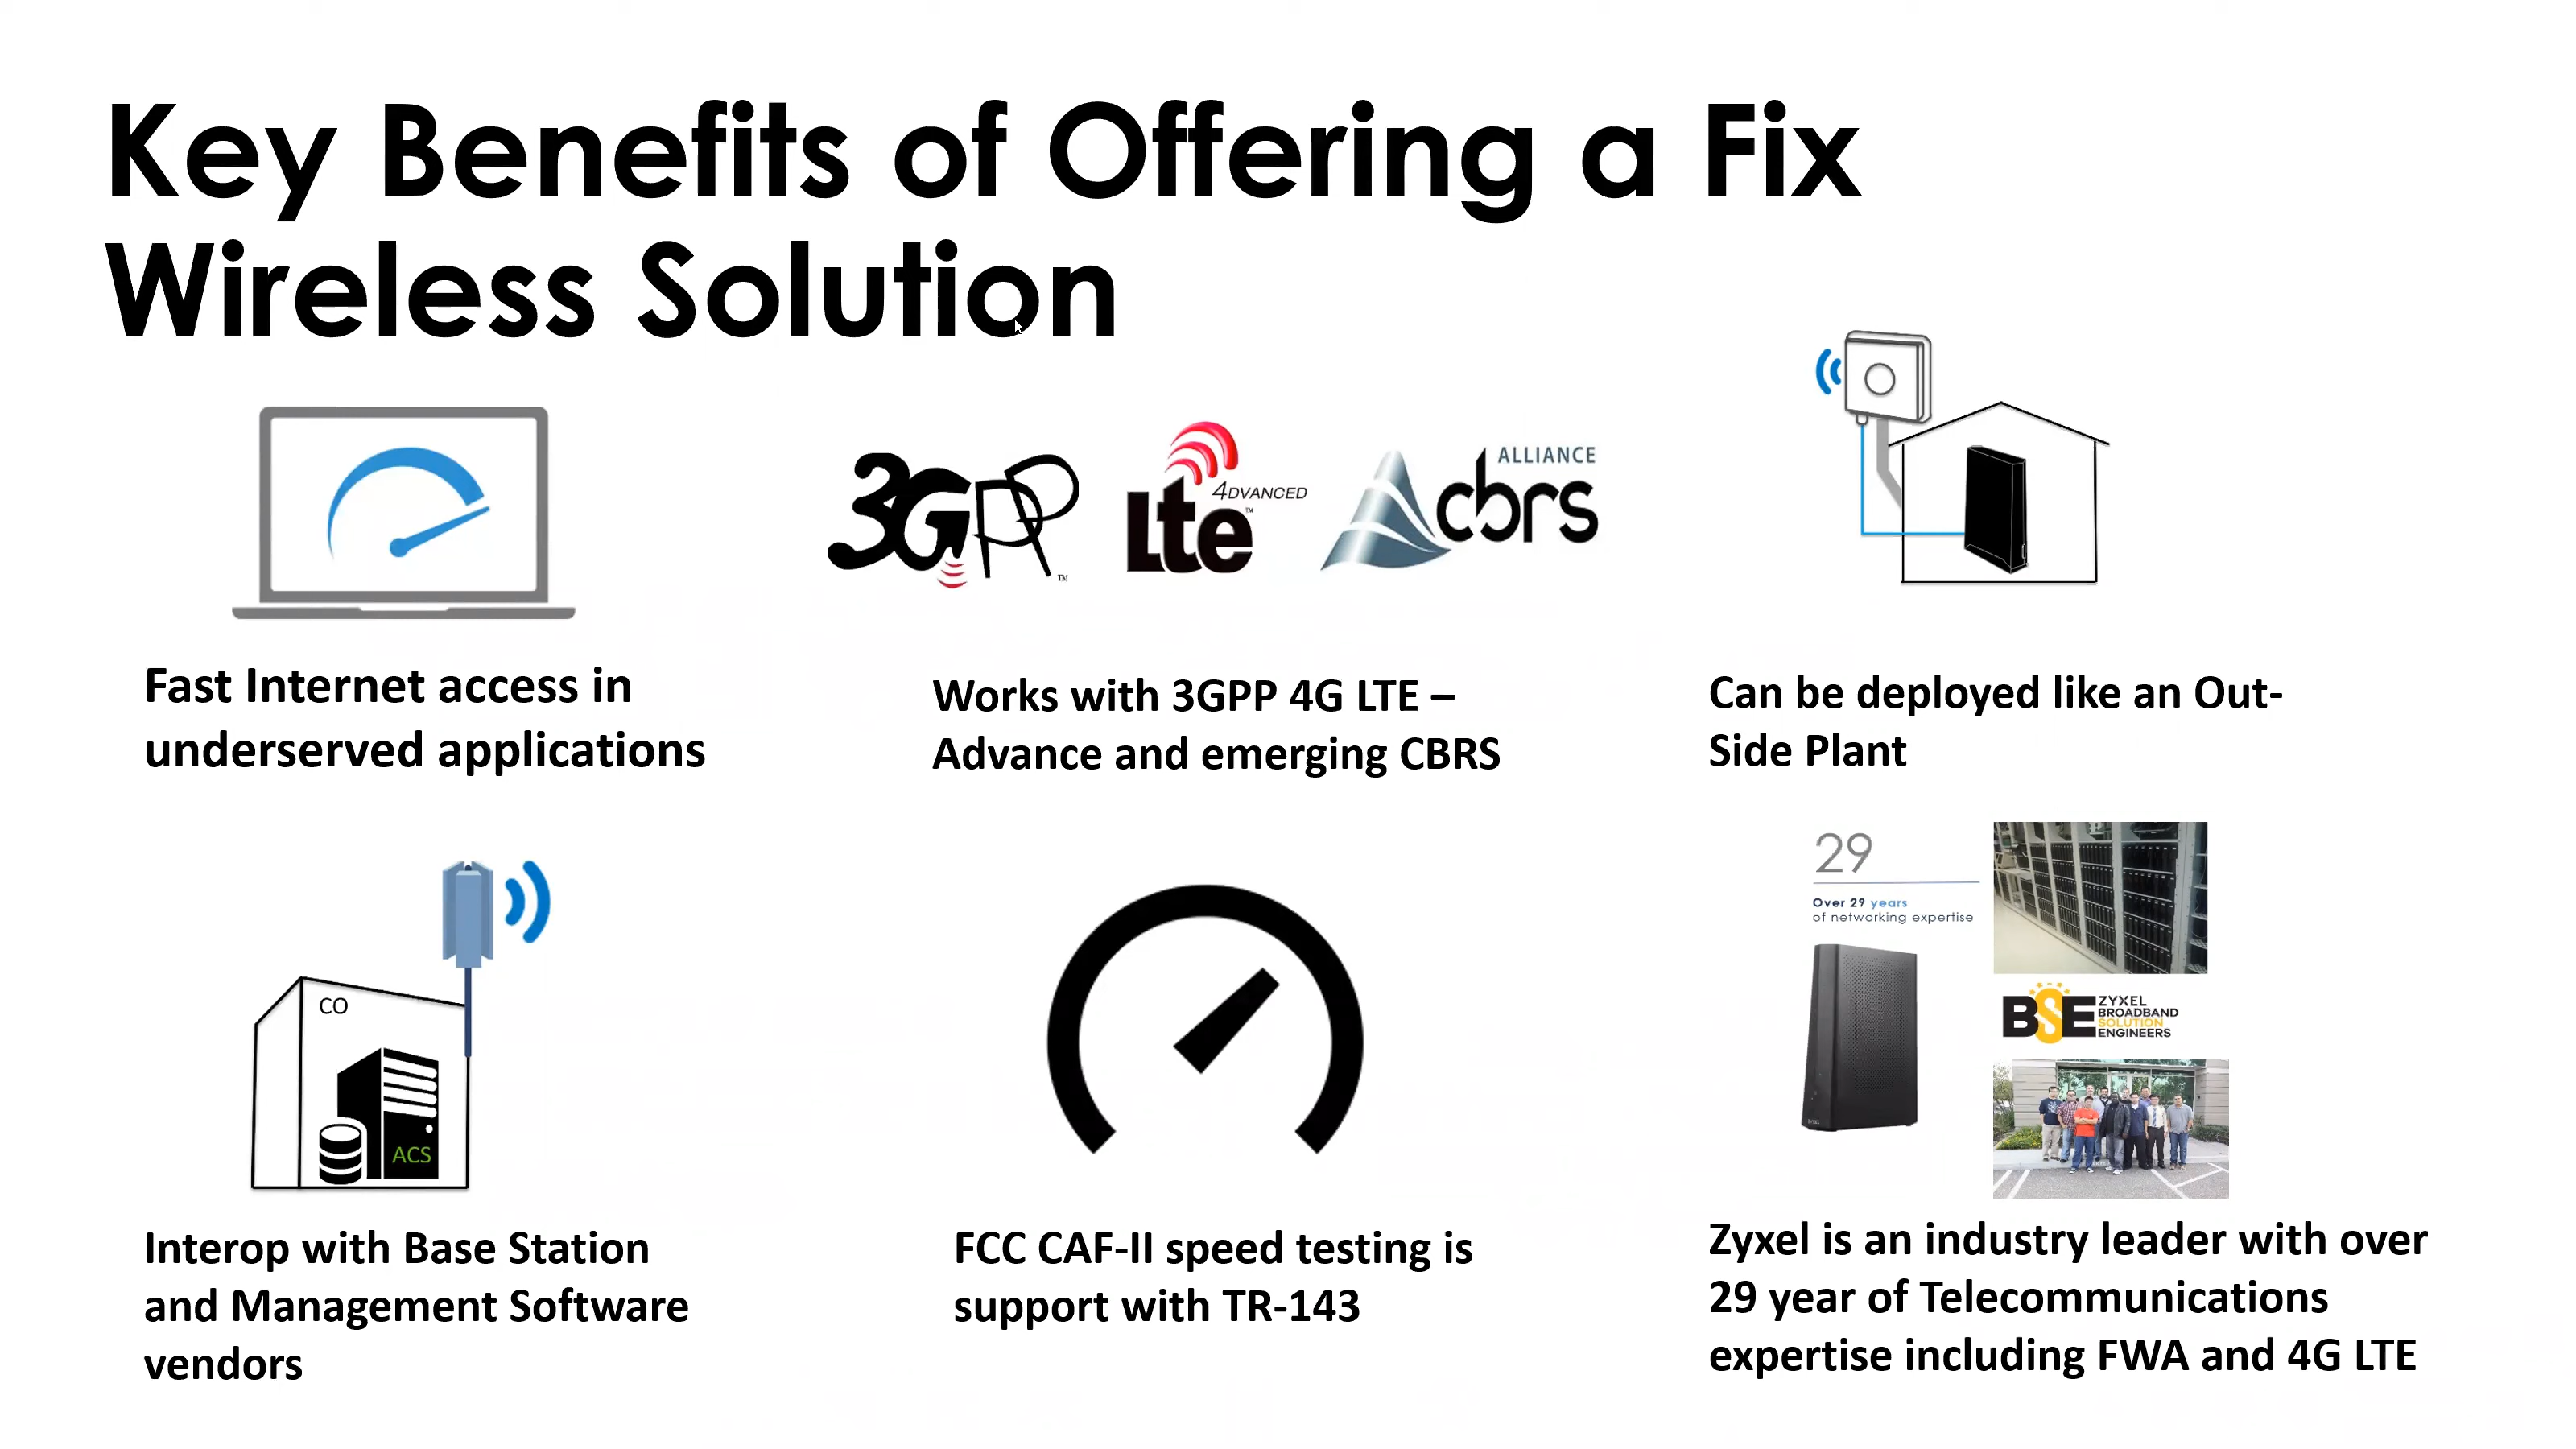 Key Benefits of Offering a Fix
Wireless Solution
3GPP
TM
Lte
4DVANCED
TM
ALLIANCE
cbrs
Fast Internet access in
underserved applications
Works with 3GPP 4G LTE –
Advance and emerging CBRS
Can be deployed like an Out-
Side Plant
CO
ACS
29
Over 29 years
of networking expertise
ZYXEL
BSE
ZYXEL
BROADBAND
SOLUTION
ENGINEERS
Interop with Base Station
and Management Software
vendors
FCC CAF-II speed testing is
support with TR-143
Zyxel is an industry leader with over
29 year of Telecommunications
expertise including FWA and 4G LTE